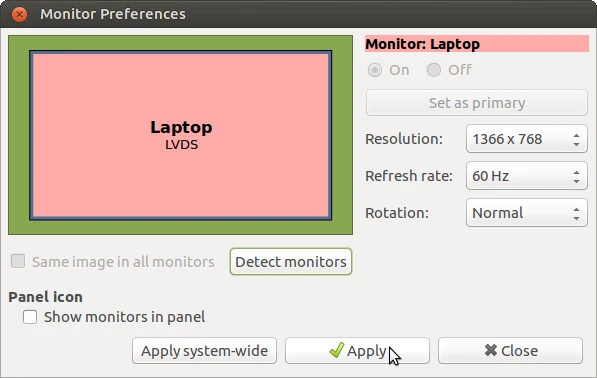 Monitor Preferences
Monitor: Laptop
On Off
Set as primary
Laptop
LVDS
Resolution: 1366 x 768
Refresh rate: 60 Hz
Rotation: Normal
Same image in all monitors Detect monitors
Panel icon
Show monitors in panel
Apply system-wide Apply Close